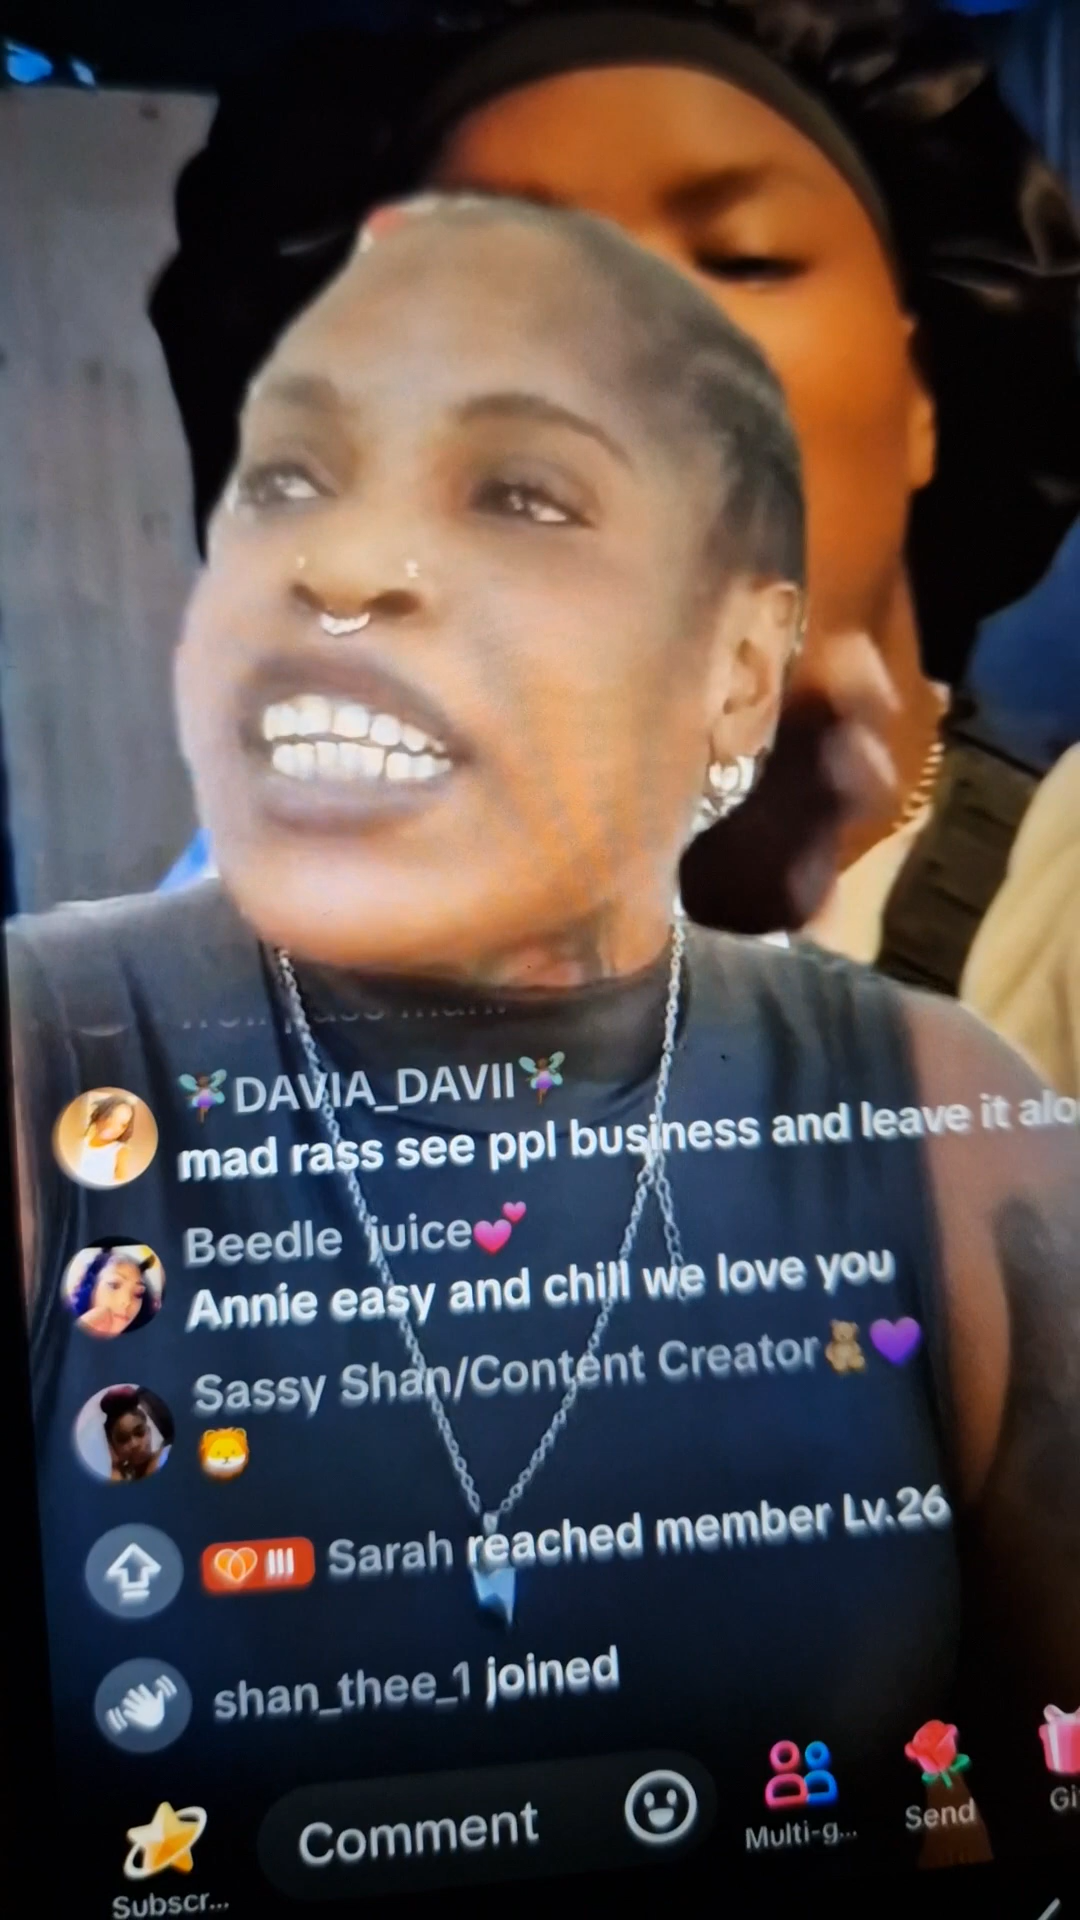 DAVIA_DAVII
mad rass see ppl business and leave it alo
Beedle juice
Annie easy and chill we love you
Sassy Shan/Content Creator
Sarah reached member Lv.26
shan_thee_1 joined
Comment
Subscr...
Multi-g...
Send
Gi